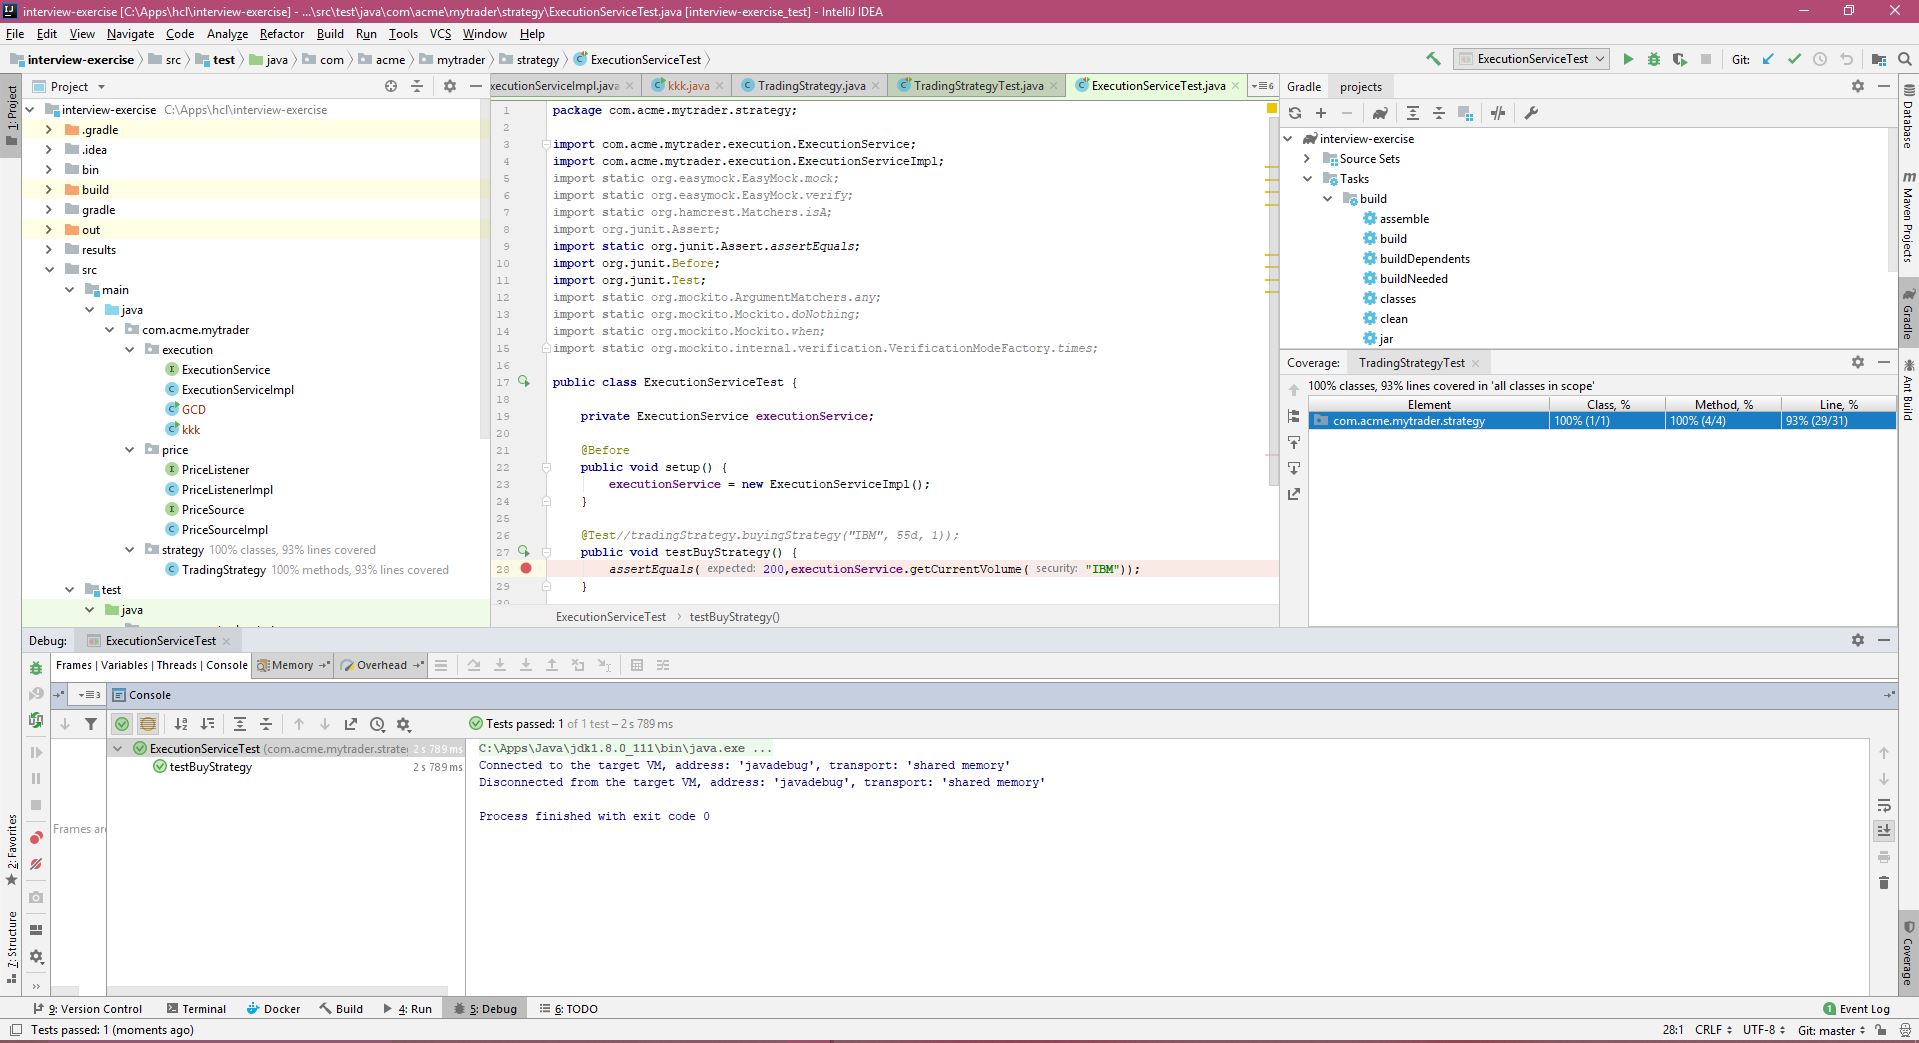 interview-exercise [C:\Apps\hcl\interview-exercise] - ...\src\test\java\com\acme\mytrader\strategy\ExecutionServiceTest.java [interview-exercise_test] - IntelliJ IDEA
File Edit View Navigate Code Analyze Refactor Build Run Tools VCS Window Help
interview-exercise src test java com acme mytrader strategy ExecutionServiceTest
ExecutionServiceTest Git:
1: Project
Project
interview-exercise C:\Apps\hcl\interview-exercise
.gradle
.idea
bin
build
gradle
out
results
src
main
java
com.acme.mytrader
execution
ExecutionService
ExecutionServiceImpl
GCD
kkk
price
PriceListener
PriceListenerImpl
PriceSource
PriceSourceImpl
strategy 100% classes, 93% lines covered
TradingStrategy 100% methods, 93% lines covered
test
java
xecutionServiceImpl.java kkk.java TradingStrategy.java TradingStrategyTest.java ExecutionServiceTest.java 6
1 package com.acme.mytrader.strategy;
2
3 import com.acme.mytrader.execution.ExecutionService;
4 import com.acme.mytrader.execution.ExecutionServiceImpl;
5 import static org.easymock.EasyMock.mock;
6 import static org.easymock.EasyMock.verify;
7 import static org.hamcrest.Matchers.isA;
8 import org.junit.Assert;
9 import static org.junit.Assert.assertEquals;
10 import org.junit.Before;
11 import org.junit.Test;
12 import static org.mockito.ArgumentMatchers.any;
13 import static org.mockito.Mockito.doNothing;
14 import static org.mockito.Mockito.when;
15 import static org.mockito.internal.verification.VerificationModeFactory.times;
16
17 public class ExecutionServiceTest {
18
19 private ExecutionService executionService;
20
21 @Before
22 public void setup() {
23 executionService = new ExecutionServiceImpl();
24 }
25
26 @Test//tradingStrategy.buyingStrategy("IBM", 55d, 1));
27 public void testBuyStrategy() {
28 assertEquals( expected: 200,executionService.getCurrentVolume( security: "IBM"));
29 }
30
ExecutionServiceTest testBuyStrategy()
Gradle projects
interview-exercise
Source Sets
Tasks
build
assemble
build
buildDependents
buildNeeded
classes
clean
jar
Coverage: TradingStrategyTest
100% classes, 93% lines covered in 'all classes in scope'
Element Class, % Method, % Line, %
com.acme.mytrader.strategy 100% (1/1) 100% (4/4) 93% (29/31)
Database
Maven Projects
Gradle
Ant Build
Coverage
Debug: ExecutionServiceTest
Frames | Variables | Threads | Console Memory Overhead
3 Console
Tests passed: 1 of 1 test – 2 s 789 ms
ExecutionServiceTest (com.acme.mytrader.strate 2 s 789 ms
testBuyStrategy 2 s 789 ms
Frames are
C:\Apps\Java\jdk1.8.0_111\bin\java.exe ...
Connected to the target VM, address: 'javadebug', transport: 'shared memory'
Disconnected from the target VM, address: 'javadebug', transport: 'shared memory'
Process finished with exit code 0
2: Favorites
7: Structure
9: Version Control Terminal Docker Build 4: Run 5: Debug 6: TODO 1 Event Log
Tests passed: 1 (moments ago) 28:1 CRLF UTF-8 Git: master